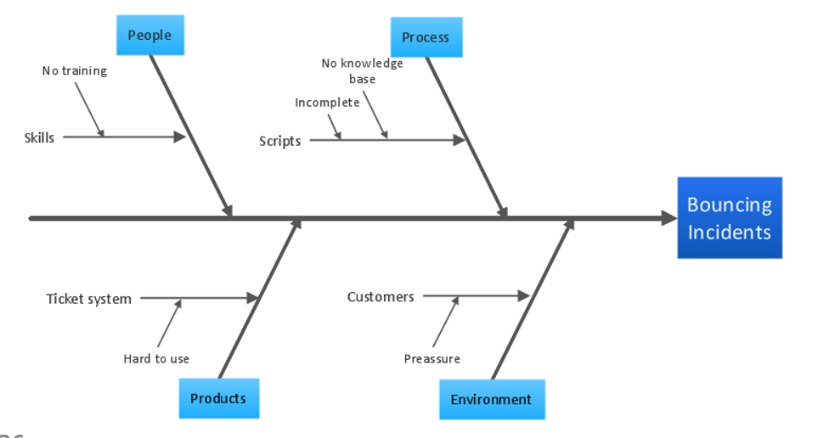 People
Process
No training
No knowledge
base
Incomplete
Skills
Scripts
Bouncing
Incidents
Ticket system
Customers
Hard to use
Preassure
Products
Environment